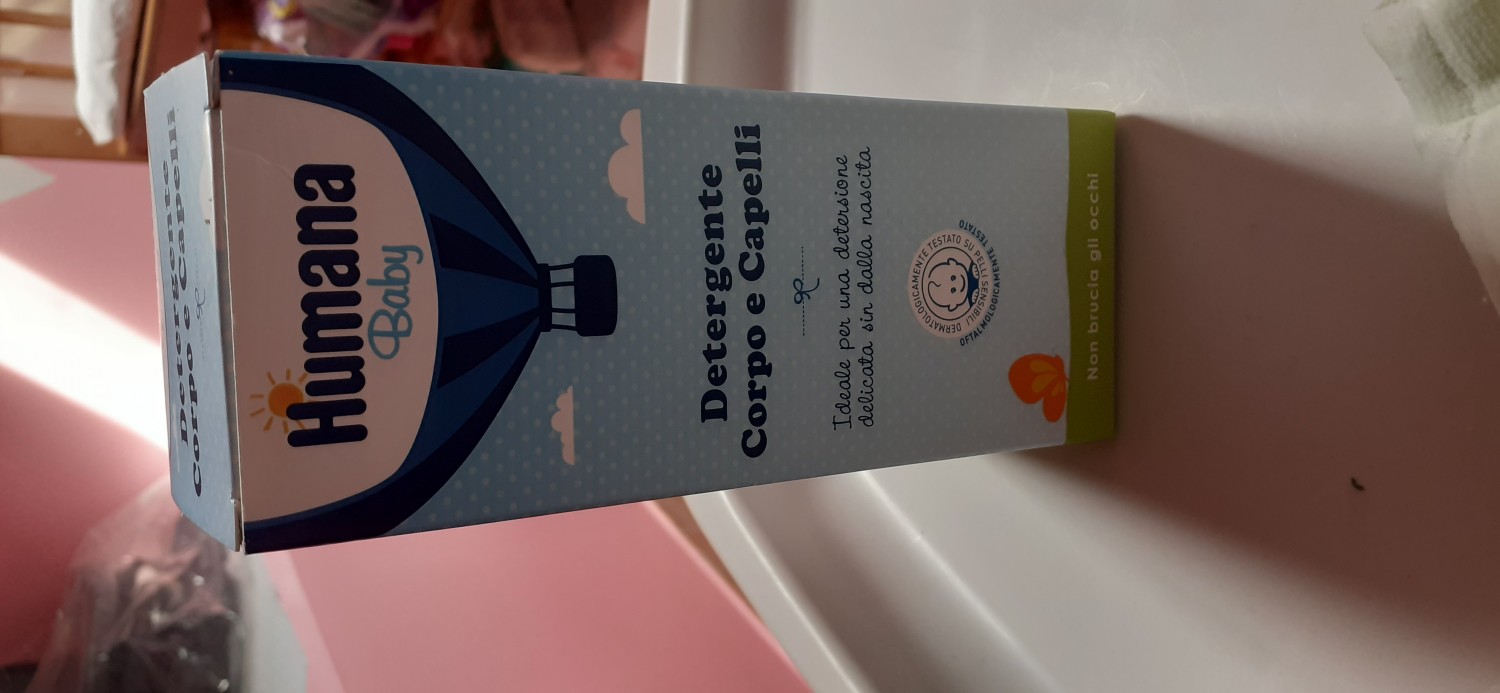 Detergente
Corpo e Capelli
Humana
Baby
Detergente
Corpo e Capelli
Ideale per una detersione
delicata sin dalla nascita
DERMATOLOGICAMENTE TESTATO SU PELLI SENSIBILI
OFTALMOLOGICAMENTE TESTATO
Non brucia gli occhi